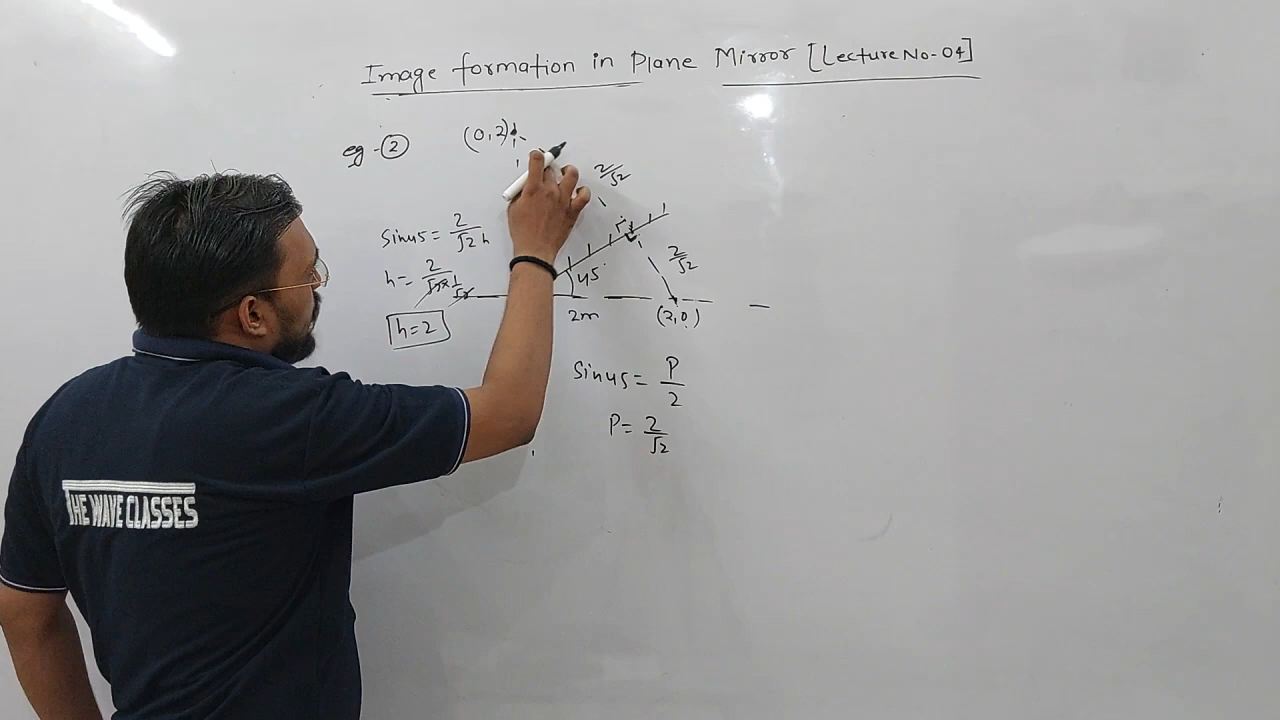 Image formation in Plane Mirror [Lecture No-04]
eg - ②
(0,2)
2/√2
sin45 = 2/√2h
45°
2/√2
h = 2/√2 × 1/√2
h=2
2m
(2,0)
sin45 = P/2
P = 2/√2
THE WAVE CLASSES